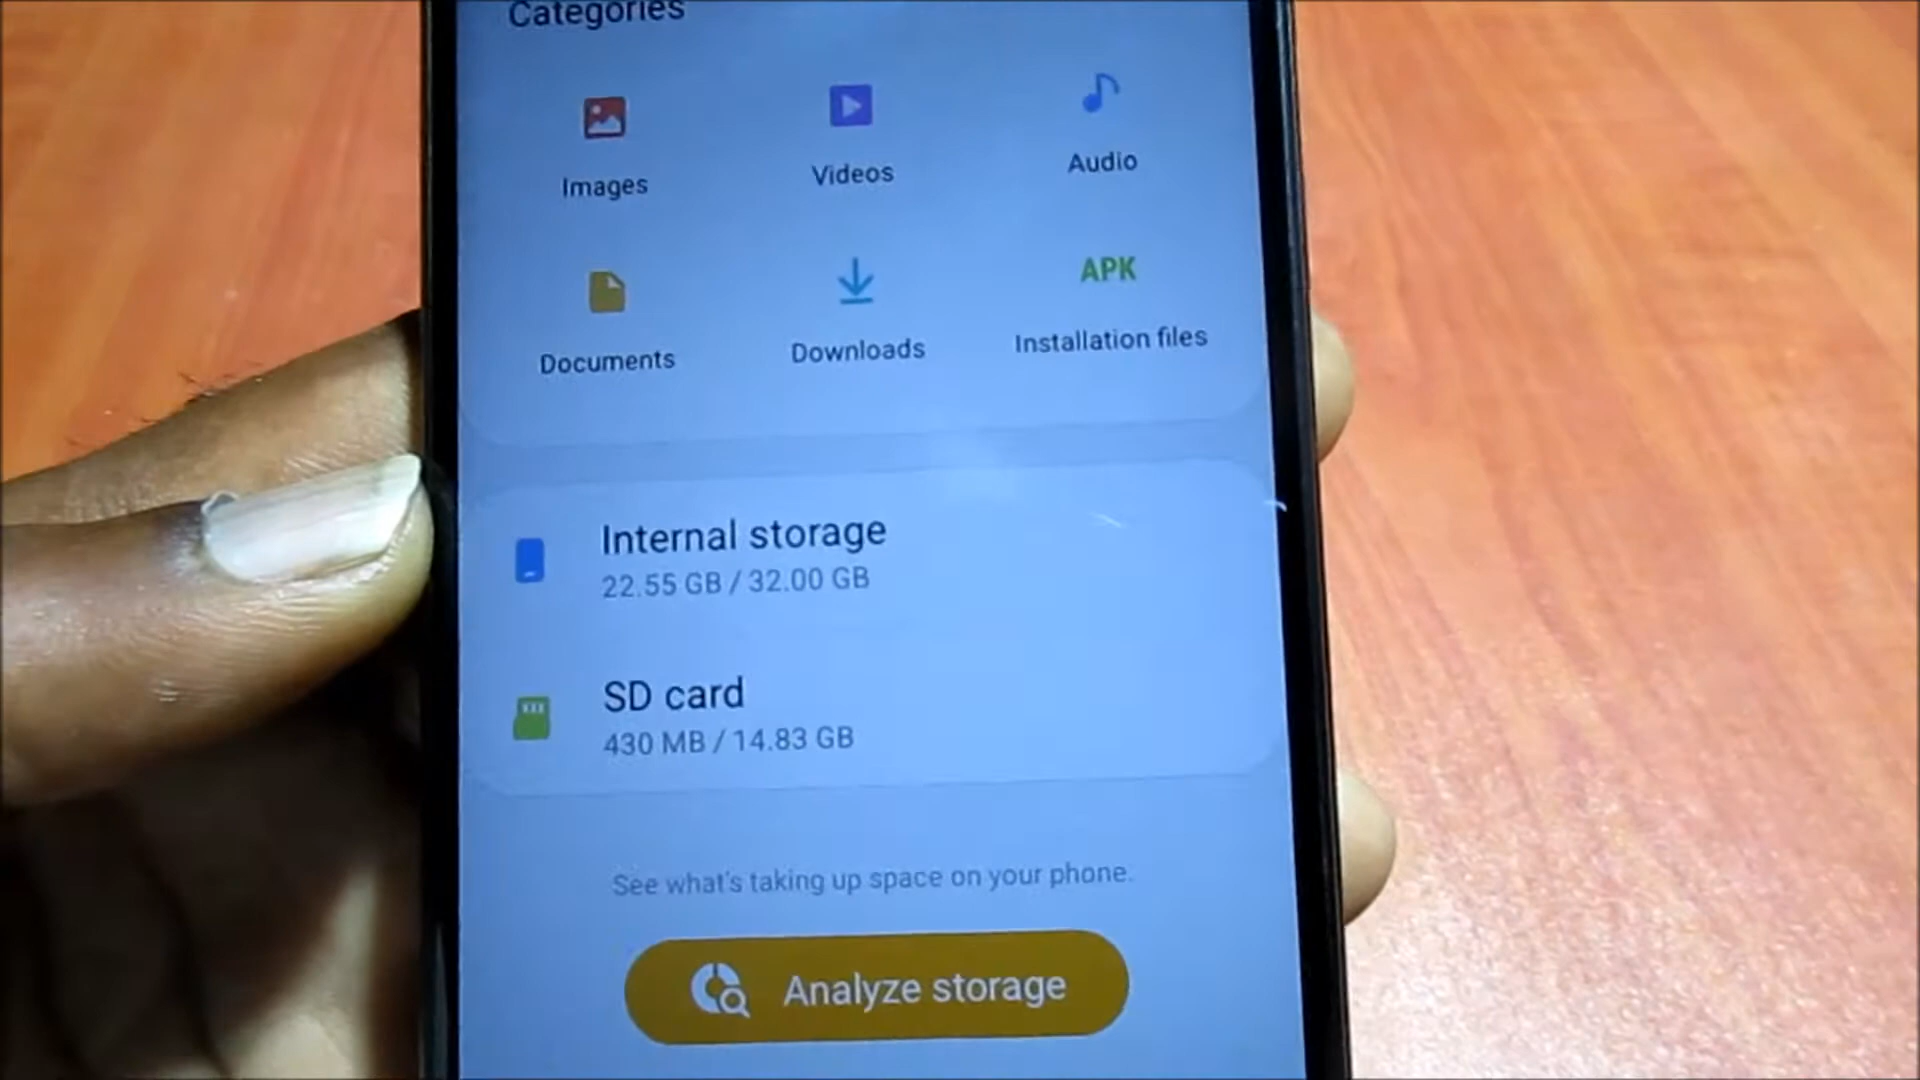 Categories
Images
Videos
Audio
APK
Documents
Downloads
Installation files
Internal storage
22.55 GB / 32.00 GB
SD card
430 MB / 14.83 GB
See what's taking up space on your phone.
Analyze storage